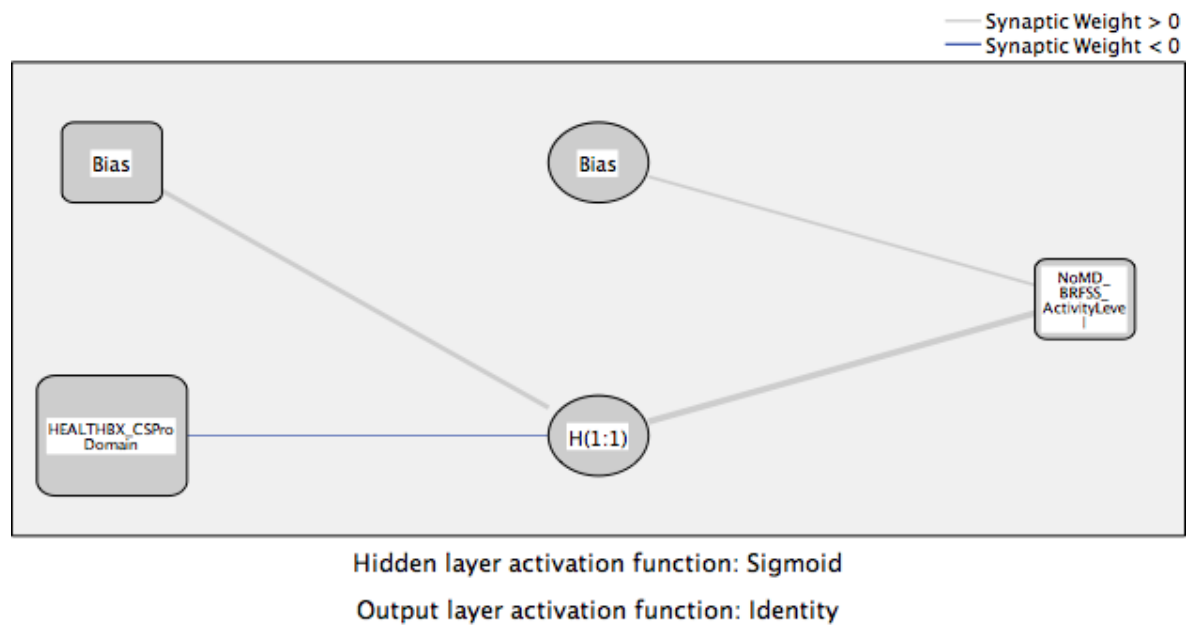 Synaptic Weight > 0
Synaptic Weight < 0
Bias
Bias
NoMD_
BRFSS_
ActivityLeve
l
HEALTHBX_CSPro
Domain
H(1:1)
Hidden layer activation function: Sigmoid
Output layer activation function: Identity